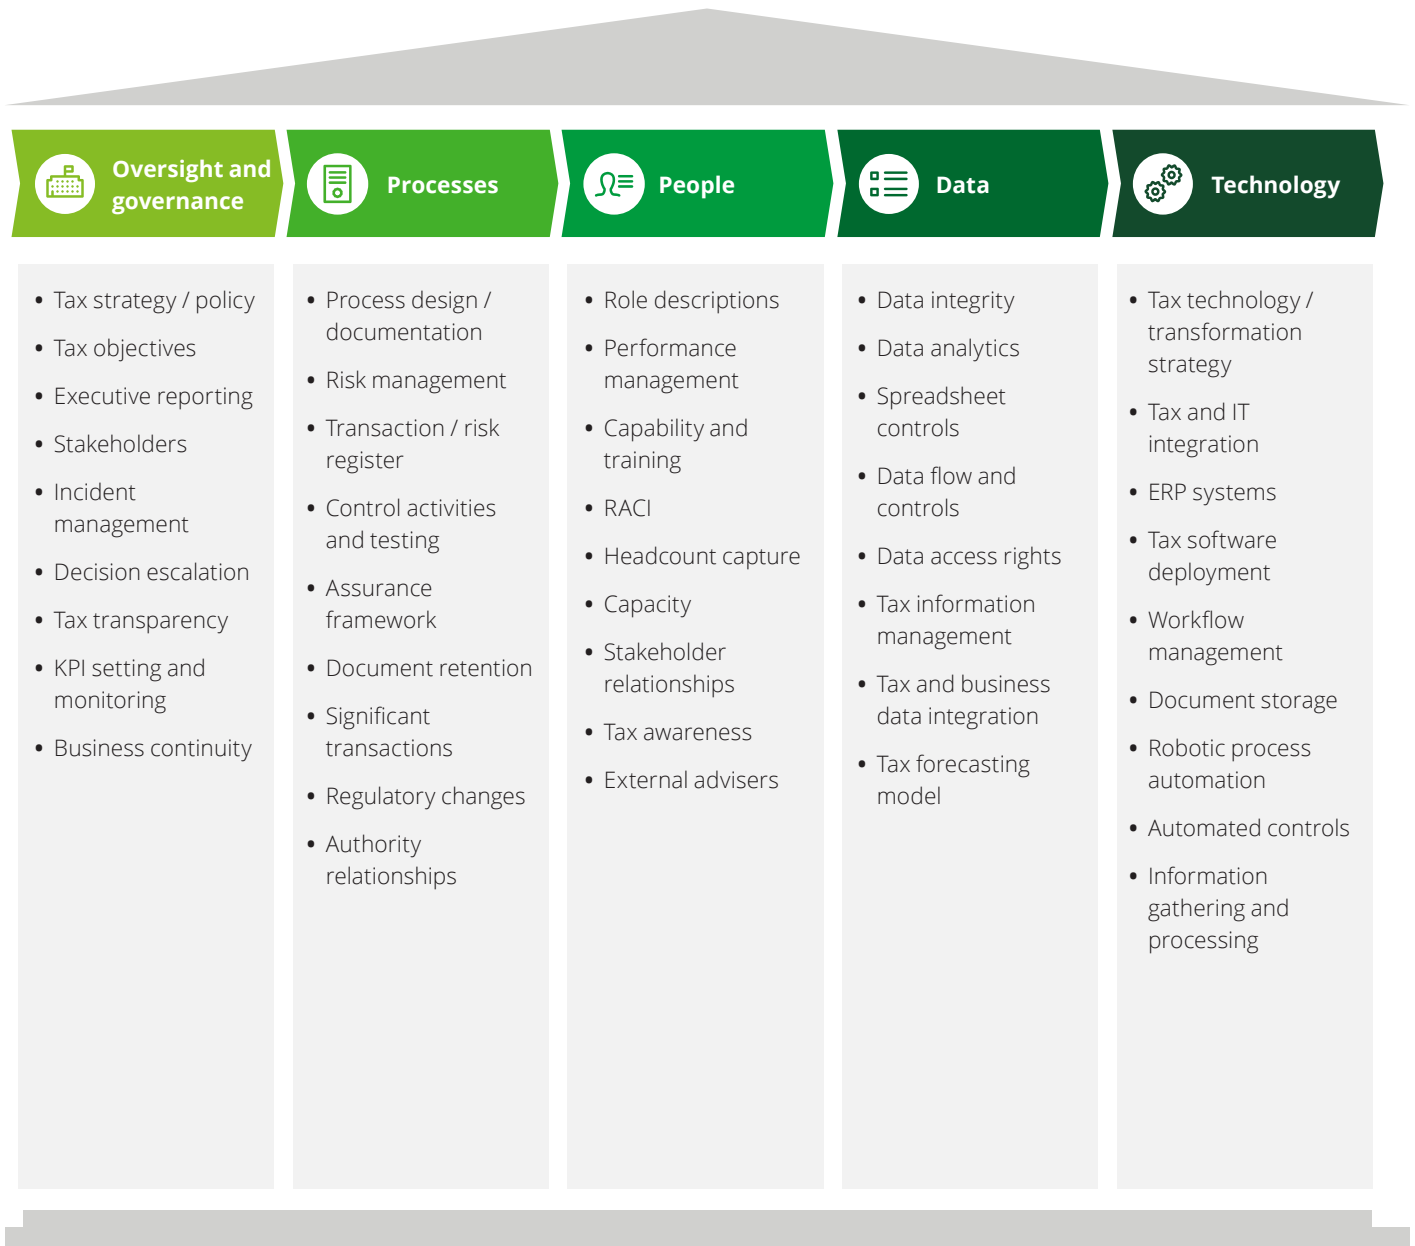 Oversight and
governance
• Tax strategy / policy
• Tax objectives
• Executive reporting
• Stakeholders
• Incident
management
• Decision escalation
• Tax transparency
• KPI setting and
monitoring
• Business continuity
Processes
• Process design /
documentation
• Risk management
• Transaction / risk
register
• Control activities
and testing
• Assurance
framework
• Document retention
• Significant
transactions
• Regulatory changes
• Authority
relationships
People
• Role descriptions
• Performance
management
• Capability and
training
• RACI
• Headcount capture
• Capacity
• Stakeholder
relationships
• Tax awareness
• External advisers
Data
• Data integrity
• Data analytics
• Spreadsheet
controls
• Data flow and
controls
• Data access rights
• Tax information
management
• Tax and business
data integration
• Tax forecasting
model
Technology
• Tax technology /
transformation
strategy
• Tax and IT
integration
• ERP systems
• Tax software
deployment
• Workflow
management
• Document storage
• Robotic process
automation
• Automated controls
• Information
gathering and
processing